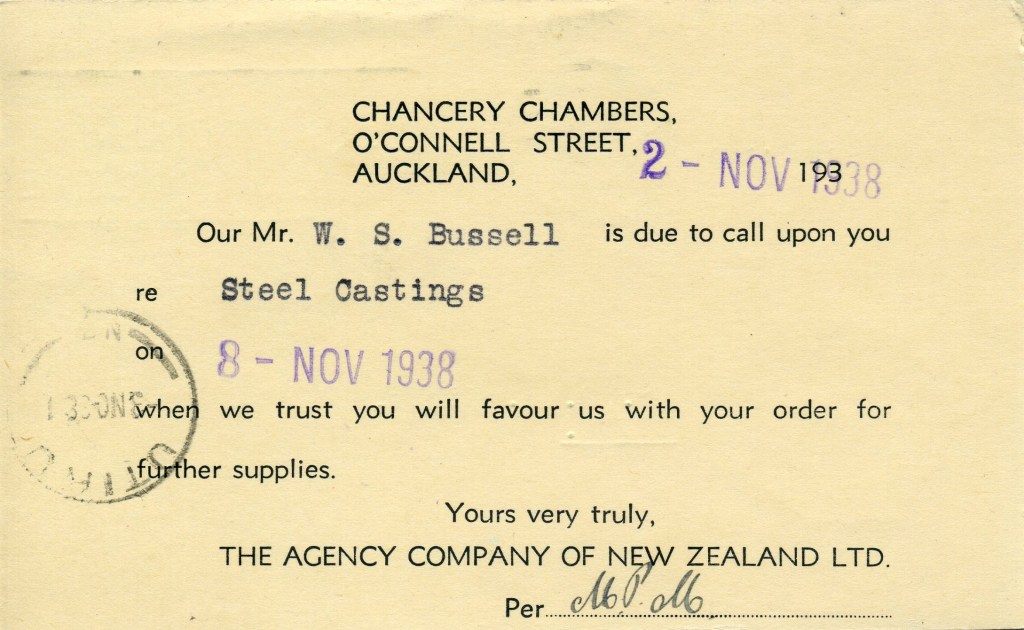 CHANCERY CHAMBERS,
O'CONNELL STREET,
AUCKLAND, 2 - NOV 1938 193
Our Mr. W. S. Bussell is due to call upon you
re Steel Castings
on 8 - NOV 1938
when we trust you will favour us with your order for
further supplies.
Yours very truly,
THE AGENCY COMPANY OF NEW ZEALAND LTD.
Per M.P.M